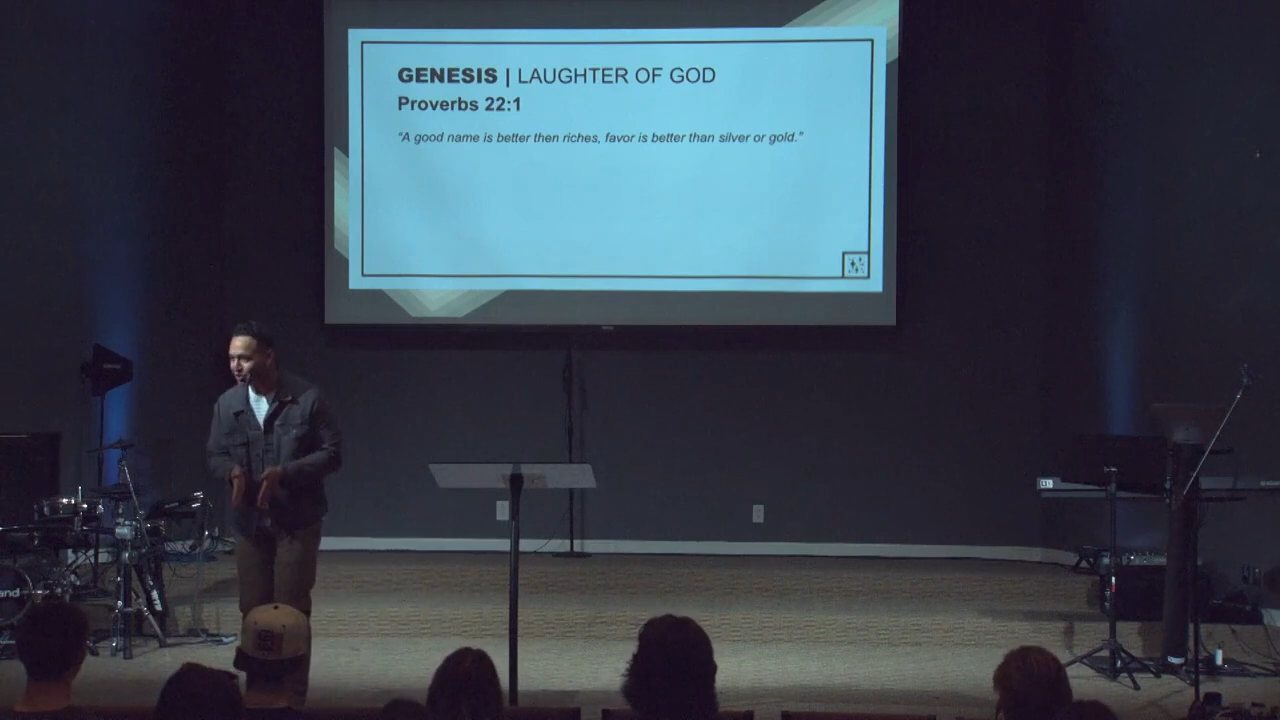 GENESIS | LAUGHTER OF GOD
Proverbs 22:1
“A good name is better then riches, favor is better than silver or gold.”